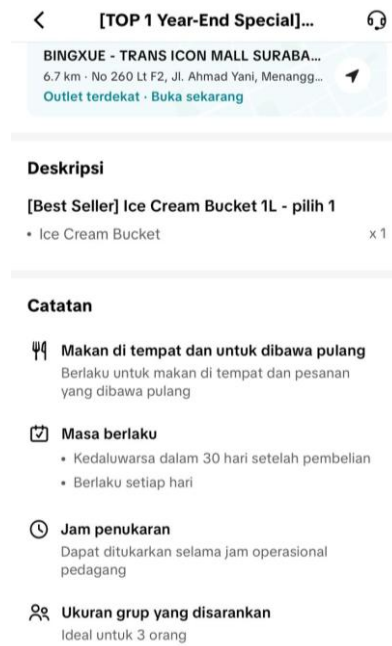 [TOP 1 Year-End Special]...
BINGXUE - TRANS ICON MALL SURABA...
6.7 km · No 260 Lt F2, Jl. Ahmad Yani, Menangg...
Outlet terdekat · Buka sekarang
Deskripsi
[Best Seller] Ice Cream Bucket 1L - pilih 1
• Ice Cream Bucket x 1
Catatan
Makan di tempat dan untuk dibawa pulang
Berlaku untuk makan di tempat dan pesanan
yang dibawa pulang
Masa berlaku
• Kedaluwarsa dalam 30 hari setelah pembelian
• Berlaku setiap hari
Jam penukaran
Dapat ditukarkan selama jam operasional
pedagang
Ukuran grup yang disarankan
Ideal untuk 3 orang